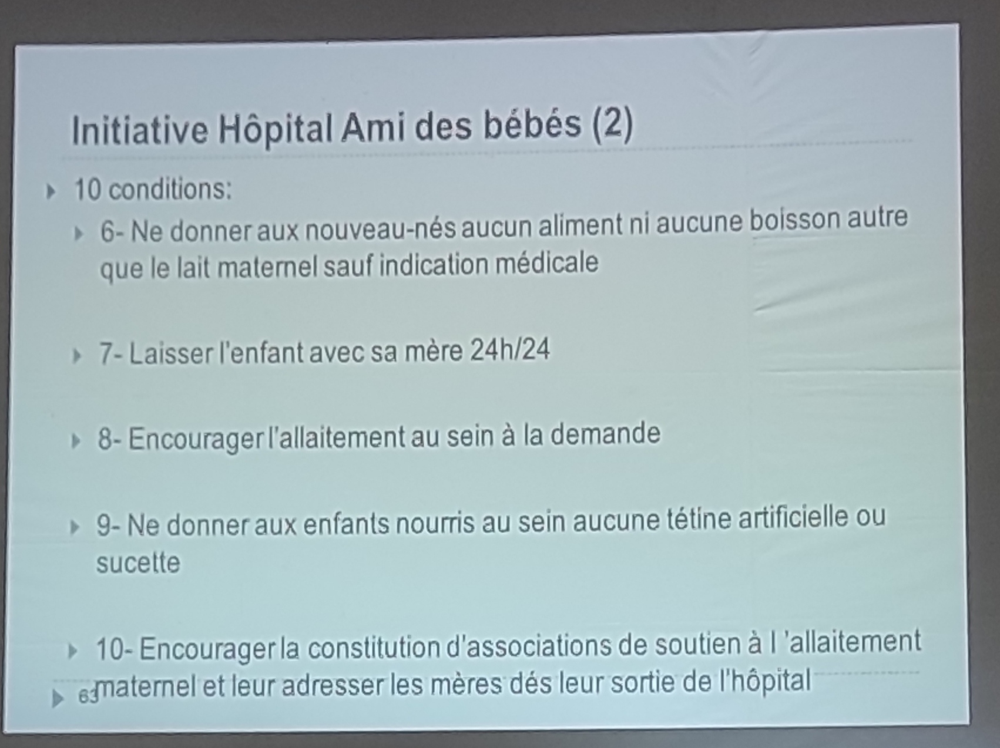 Initiative Hôpital Ami des bébés (2)
10 conditions:
6- Ne donner aux nouveau-nés aucun aliment ni aucune boisson autre
que le lait maternel sauf indication médicale
7- Laisser l'enfant avec sa mère 24h/24
8- Encourager l'allaitement au sein à la demande
9- Ne donner aux enfants nourris au sein aucune tétine artificielle ou
sucette
10- Encourager la constitution d'associations de soutien à l 'allaitement
maternel et leur adresser les mères dés leur sortie de l'hôpital
63